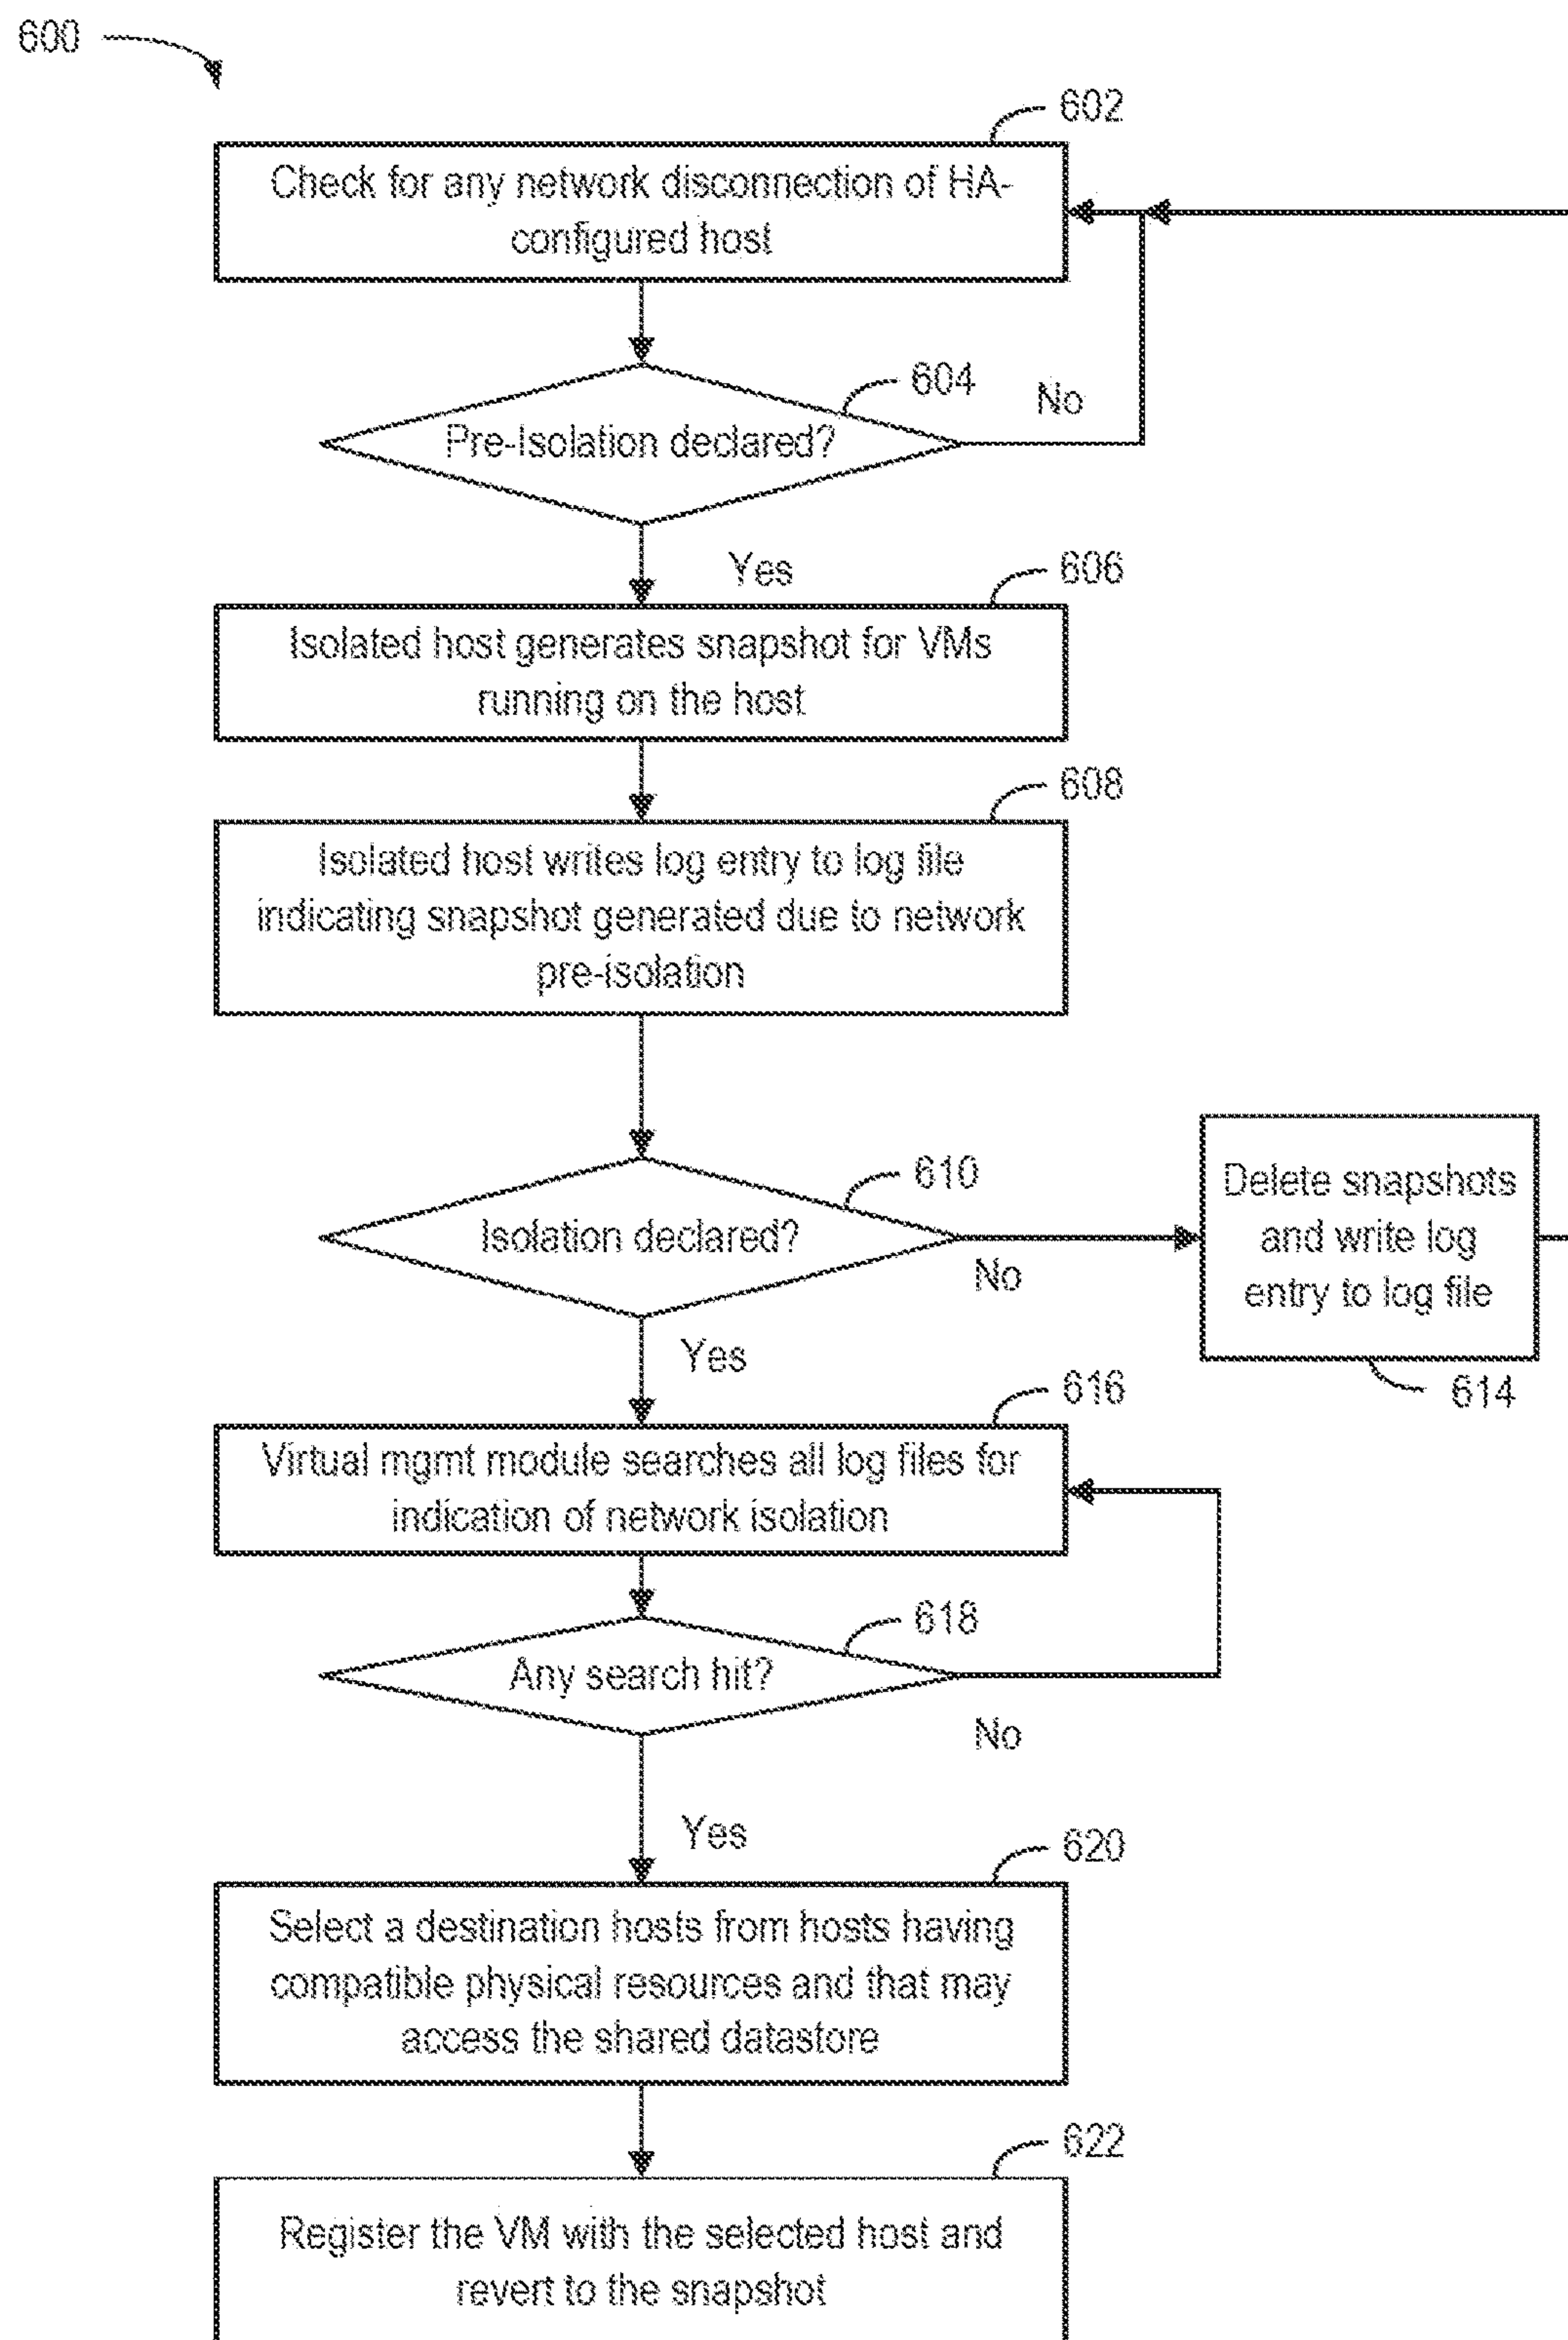 600
602
Check for any network disconnection of HA-
configured host
604
No
Pre-Isolation declared?
Yes
606
Isolated host generates snapshot for VMs
running on the host
608
Isolated host writes log entry to log file
indicating snapshot generated due to network
pre-isolation
610
Isolation declared?
No
Delete snapshots
and write log
entry to log file
614
Yes
616
Virtual mgmt module searches all log files for
indication of network isolation
618
Any search hit?
No
Yes
620
Select a destination hosts from hosts having
compatible physical resources and that may
access the shared datastore
622
Register the VM with the selected host and
revert to the snapshot